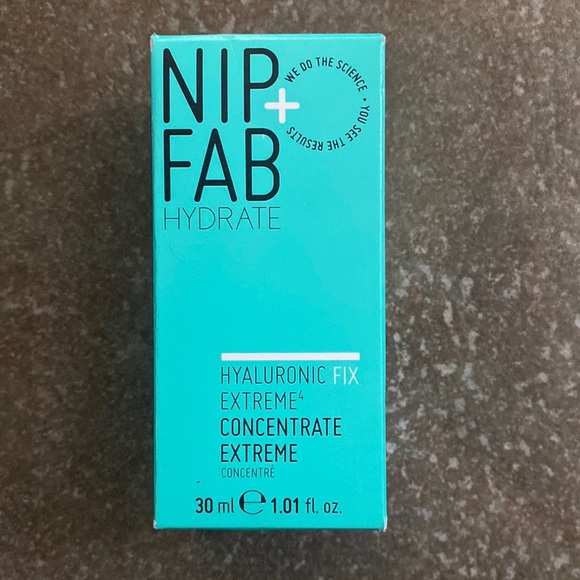 NIP+
FAB
HYDRATE
WE DO THE SCIENCE • YOU SEE THE RESULTS
HYALURONIC FIX
EXTREME⁴
CONCENTRATE
EXTREME
CONCENTRÉ
30 ml ℮ 1.01 fl. oz.